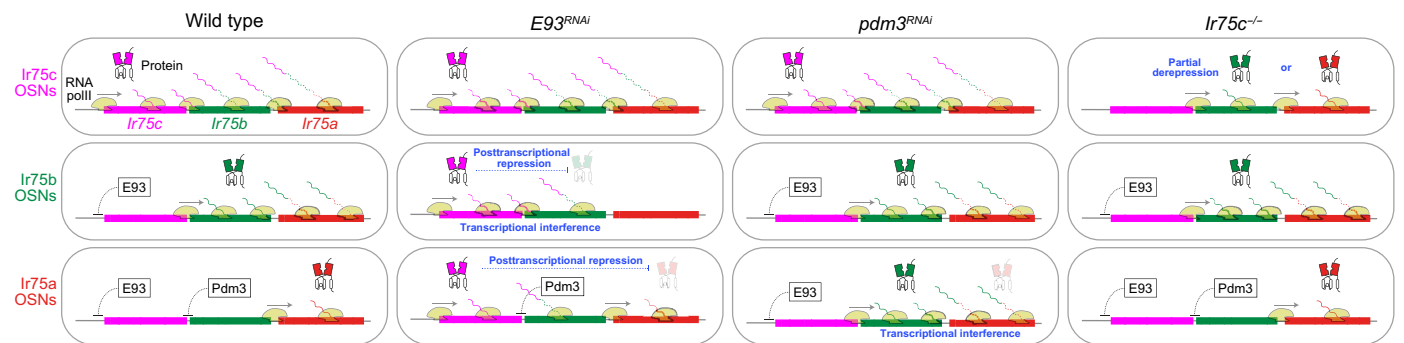 Wild type
E93RNAi
pdm3RNAi
Ir75c−/−
Ir75c
OSNs
RNA
polII
Protein
Ir75c
Ir75b
Ir75a
Partial
derepression
or
Ir75b
OSNs
E93
Posttranscriptional
repression
Transcriptional interference
E93
E93
Ir75a
OSNs
E93
Pdm3
Posttranscriptional repression
Pdm3
E93
Transcriptional interference
E93
Pdm3